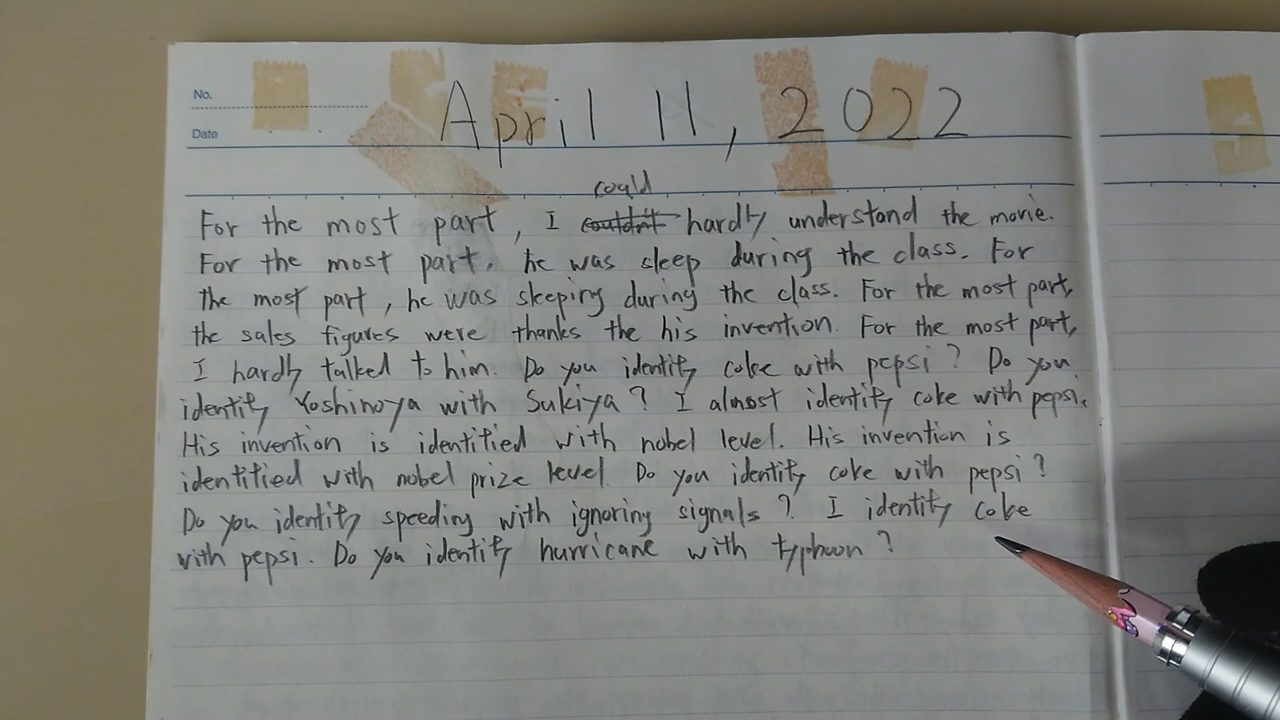 No.
Date
April 11, 2022
could
For the most part, I couldn't hardly understand the movie.
For the most part, he was sleep during the class. For
the most part, he was sleeping during the class. For the most part,
the sales figures were thanks the his invention. For the most part,
I hardly talked to him. Do you identify coke with pepsi? Do you
identify Yoshinoya with Sukiya? I almost identify coke with pepsi.
His invention is identified with nobel level. His invention is
identified with nobel prize level. Do you identify coke with pepsi?
Do you identify speeding with ignoring signals? I identify coke
with pepsi. Do you identify hurricane with typhoon?